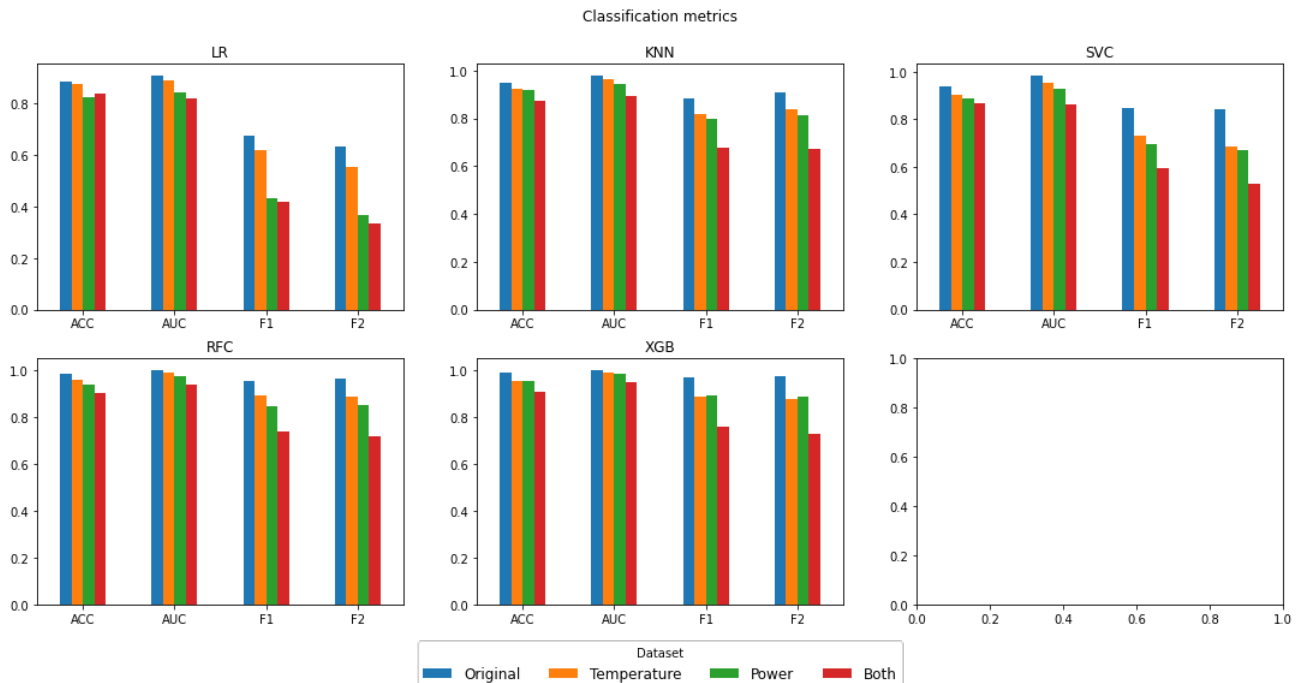 Classification metrics
LR
KNN
SVC
0.8
0.6
0.4
0.2
0.0
ACC AUC F1 F2
1.0
0.8
0.6
0.4
0.2
0.0
ACC AUC F1 F2
1.0
0.8
0.6
0.4
0.2
0.0
ACC AUC F1 F2
RFC
XGB
1.0
0.8
0.6
0.4
0.2
0.0
ACC AUC F1 F2
1.0
0.8
0.6
0.4
0.2
0.0
ACC AUC F1 F2
1.0
0.8
0.6
0.4
0.2
0.0
0.0 0.2 0.4 0.6 0.8 1.0
Dataset
Original Temperature Power Both